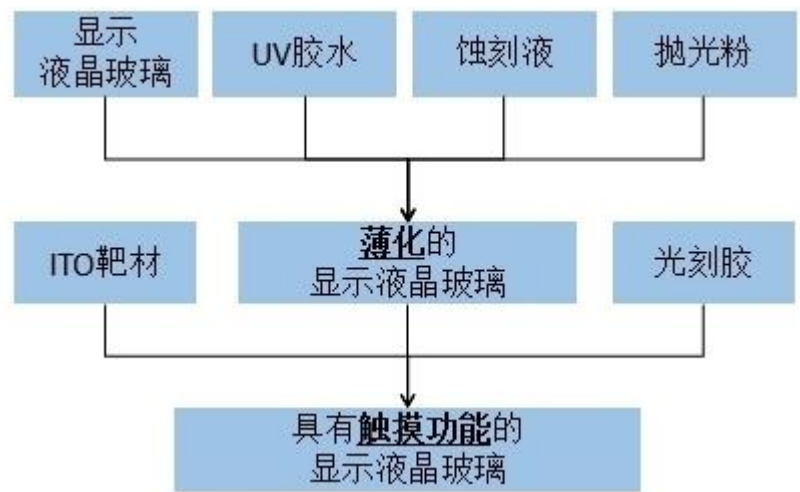 显示
液晶玻璃
UV胶水
蚀刻液
抛光粉
ITO靶材
薄化的
显示液晶玻璃
光刻胶
具有触摸功能的
显示液晶玻璃